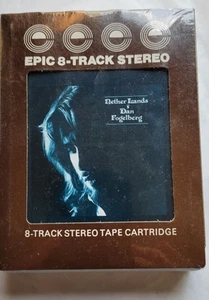 EPIC 8-TRACK STEREO
Nether Lands
Dan
Fogelberg
8-TRACK STEREO TAPE CARTRIDGE